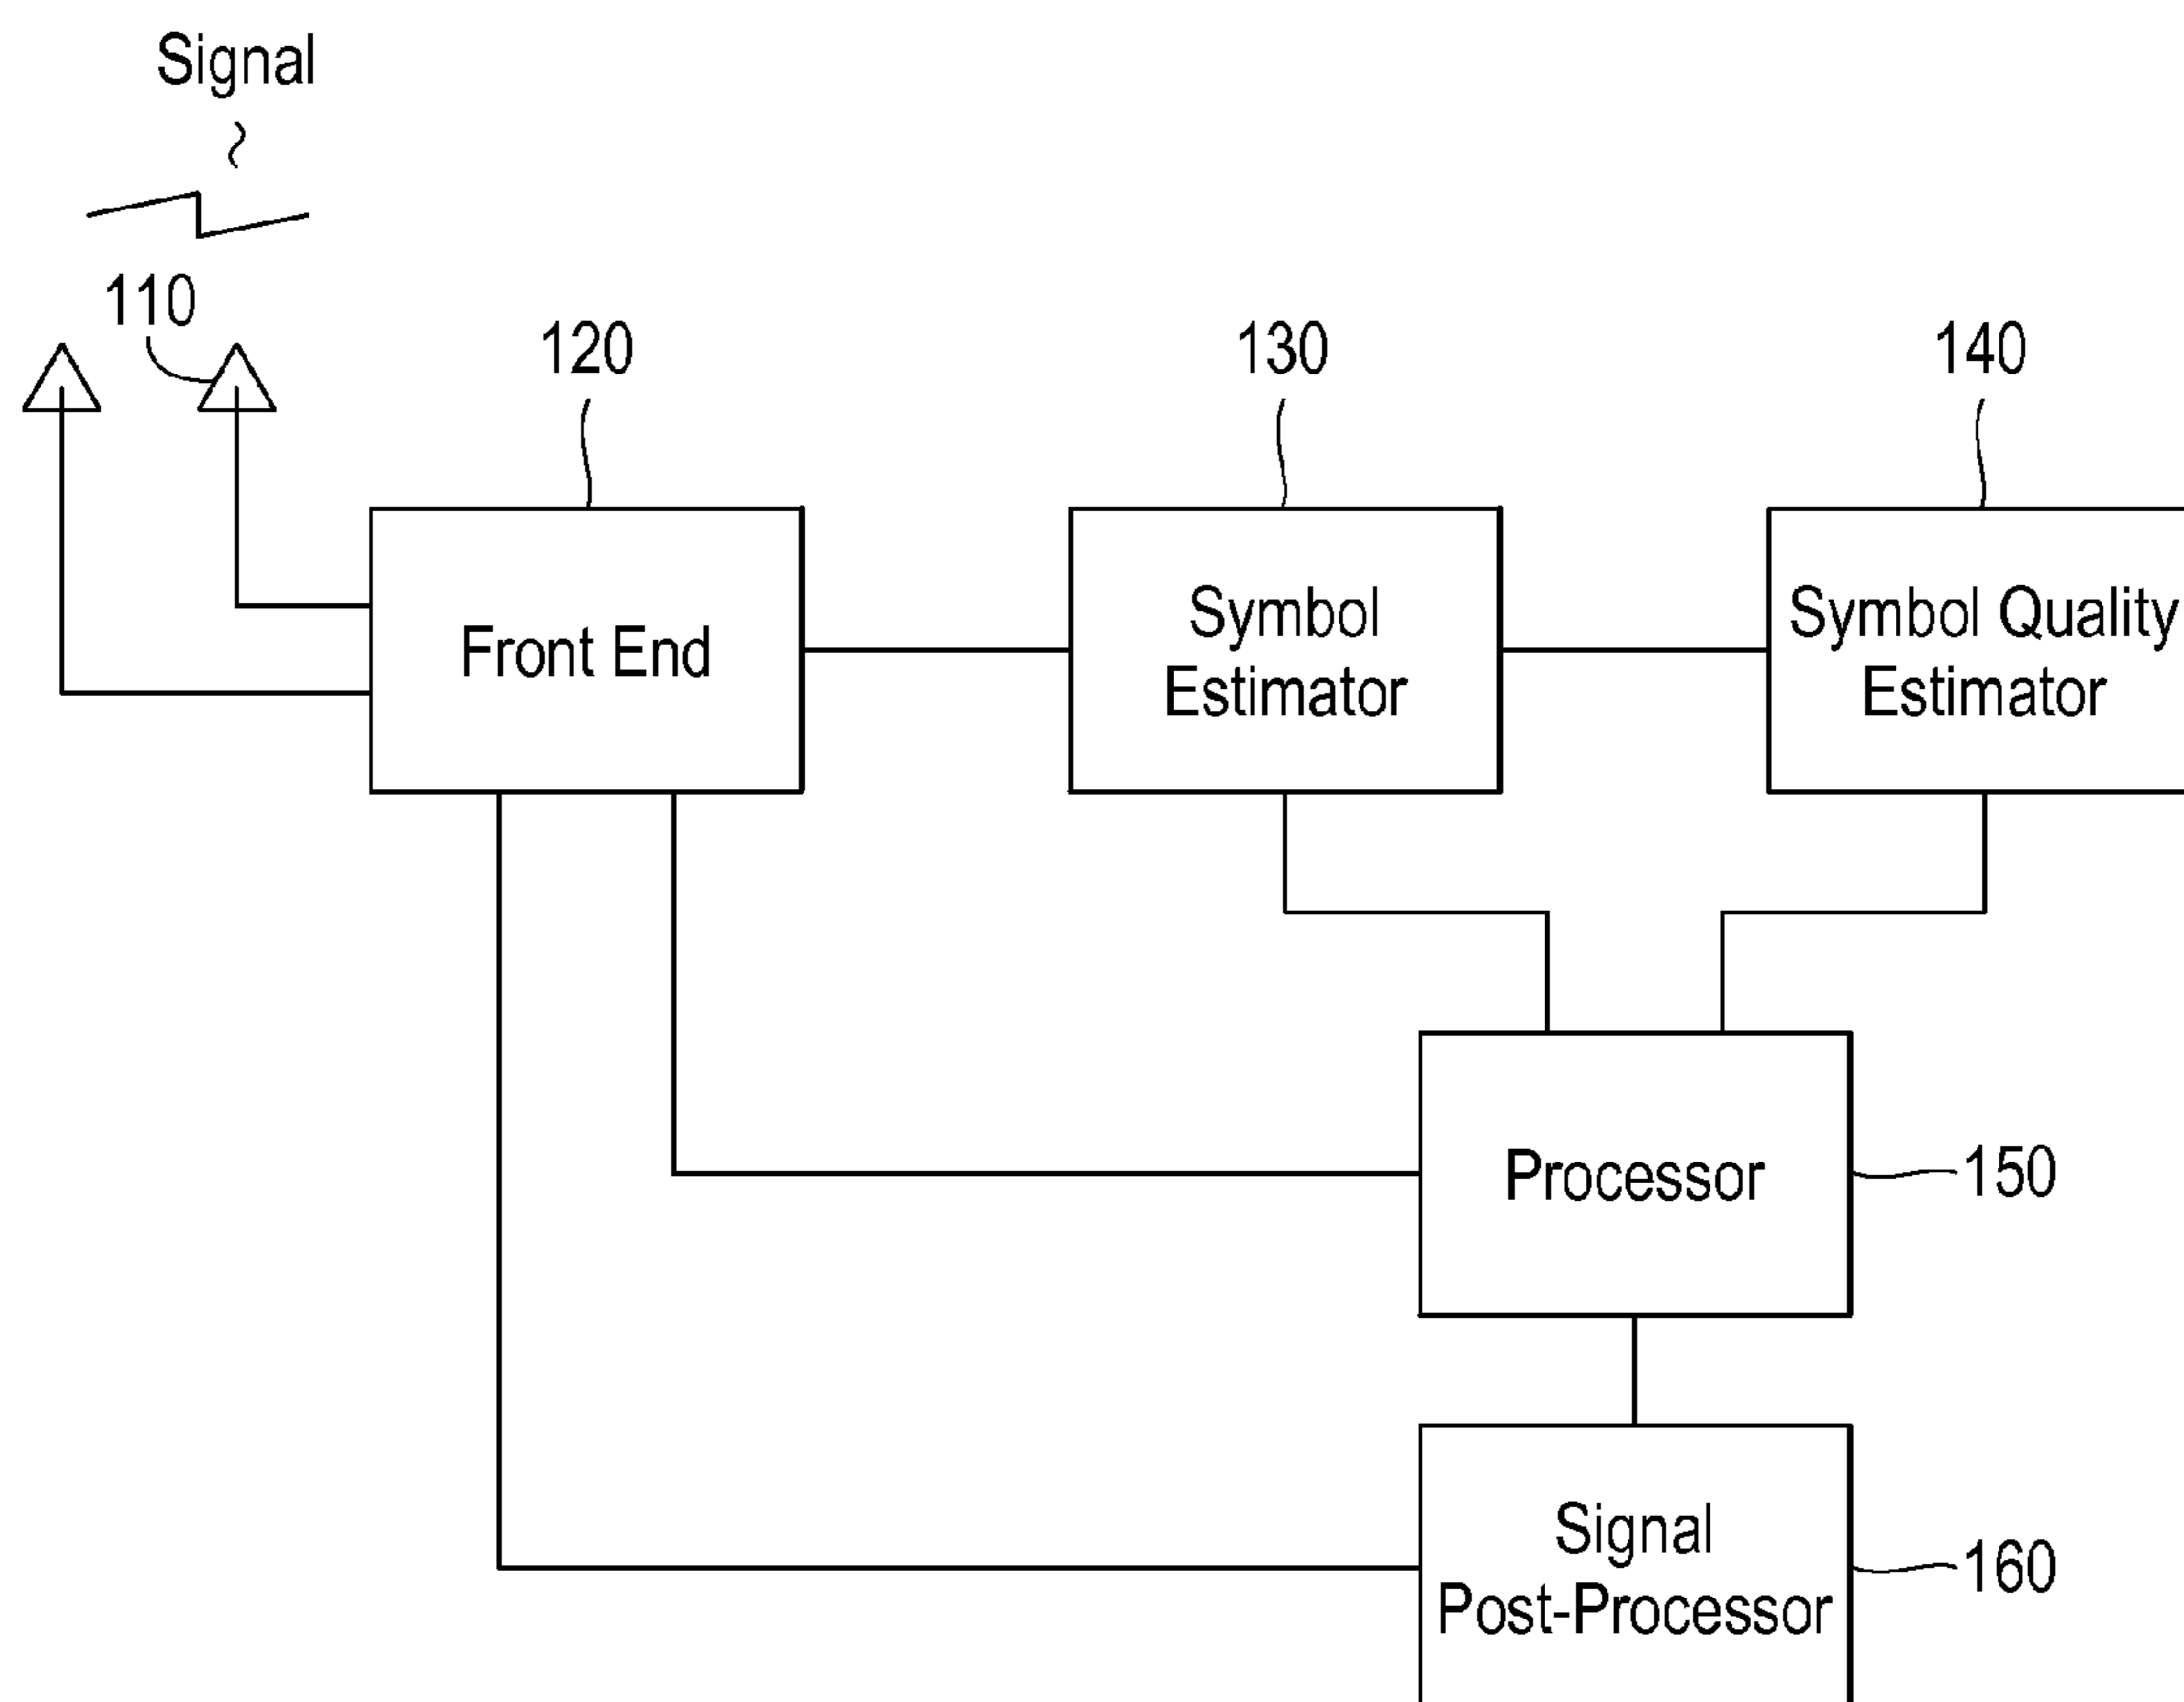 Signal
110
120
130
140
Front End
Symbol
Estimator
Symbol Quality
Estimator
Processor
150
Signal
Post-Processor
160